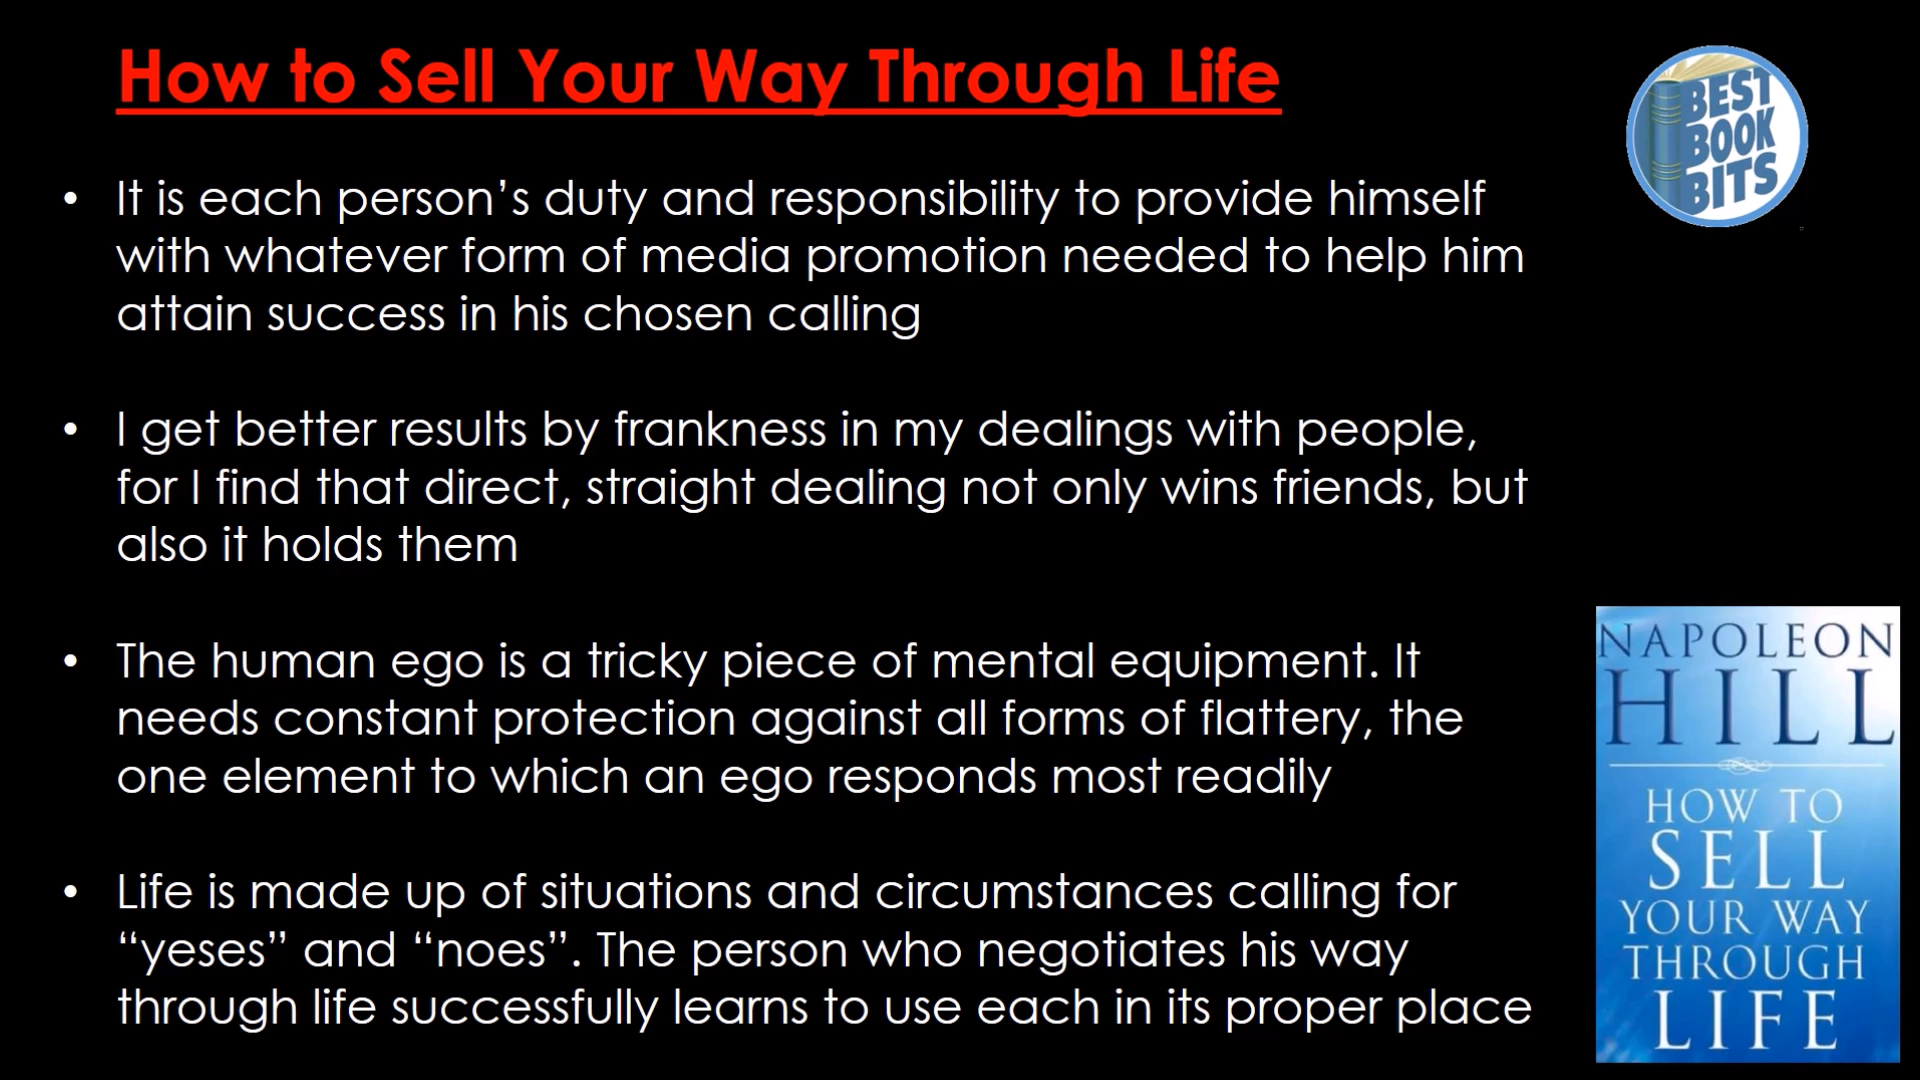 How to Sell Your Way Through Life
BEST
BOOK
BITS
• It is each person’s duty and responsibility to provide himself
with whatever form of media promotion needed to help him
attain success in his chosen calling
• I get better results by frankness in my dealings with people,
for I find that direct, straight dealing not only wins friends, but
also it holds them
• The human ego is a tricky piece of mental equipment. It
needs constant protection against all forms of flattery, the
one element to which an ego responds most readily
• Life is made up of situations and circumstances calling for
“yeses” and “noes”. The person who negotiates his way
through life successfully learns to use each in its proper place
NAPOLEON
HILL
HOW TO
SELL
YOUR WAY
THROUGH
LIFE